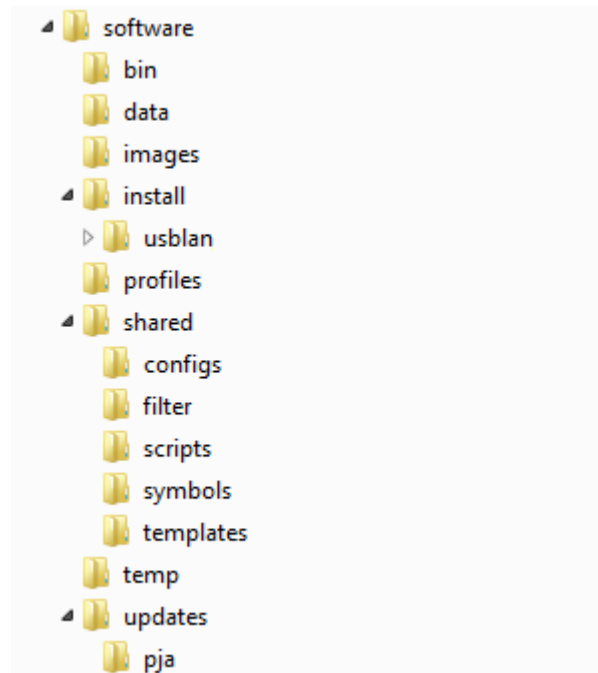 software
bin
data
images
install
usblan
profiles
shared
configs
filter
scripts
symbols
templates
temp
updates
pja